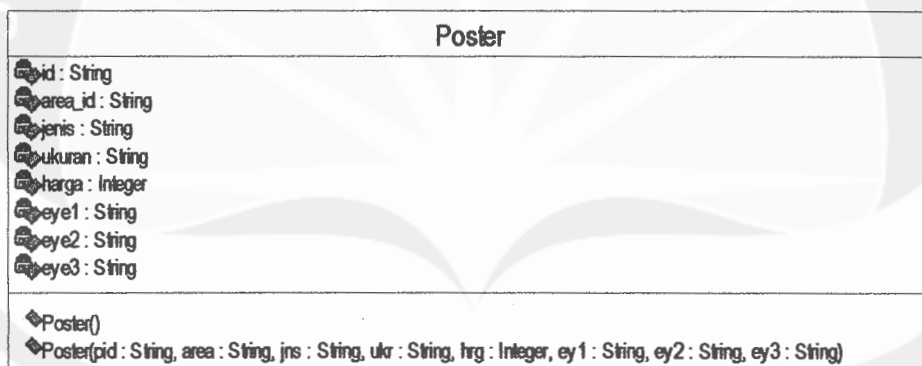 Poster
id : String
area_id : String
jenis : String
ukuran : String
harga : Integer
eye1 : String
eye2 : String
eye3 : String
Poster()
Poster(pid : String, area : String, jns : String, ukr : String, hrg : Integer, ey1 : String, ey2 : String, ey3 : String)